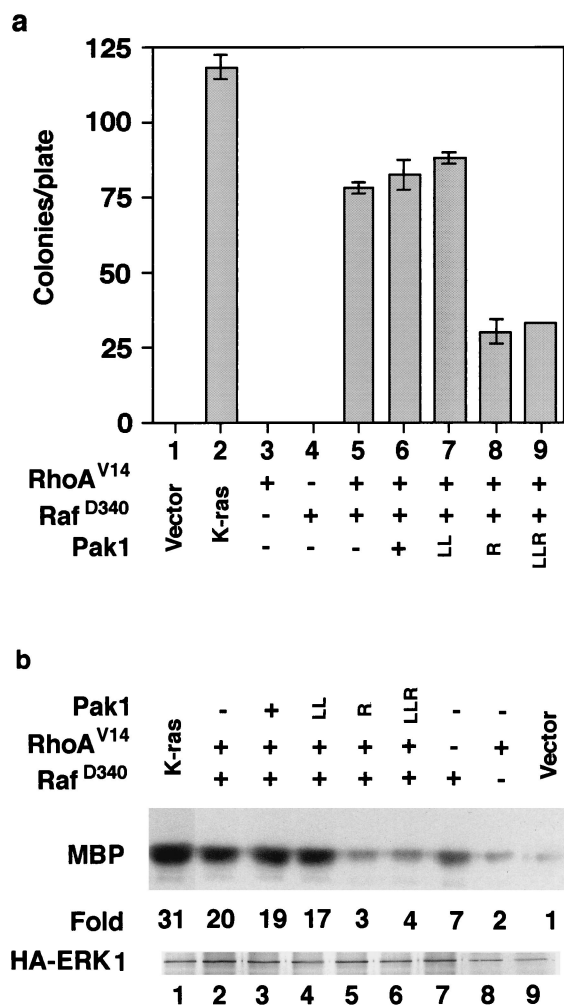 a
Colonies/plate
125
100
75
50
25
0
1 2 3 4 5 6 7 8 9
RhoA V14 + - + + + + +
Raf D340 - + + + + + +
Pak1 - - - + LL R LLR
Vector
K-ras
b
Pak1 - + LL R LLR - -
RhoA V14 + + + + + - +
Raf D340 + + + + + + -
K-ras
Vector
MBP
Fold 31 20 19 17 3 4 7 2 1
HA-ERK1
1 2 3 4 5 6 7 8 9